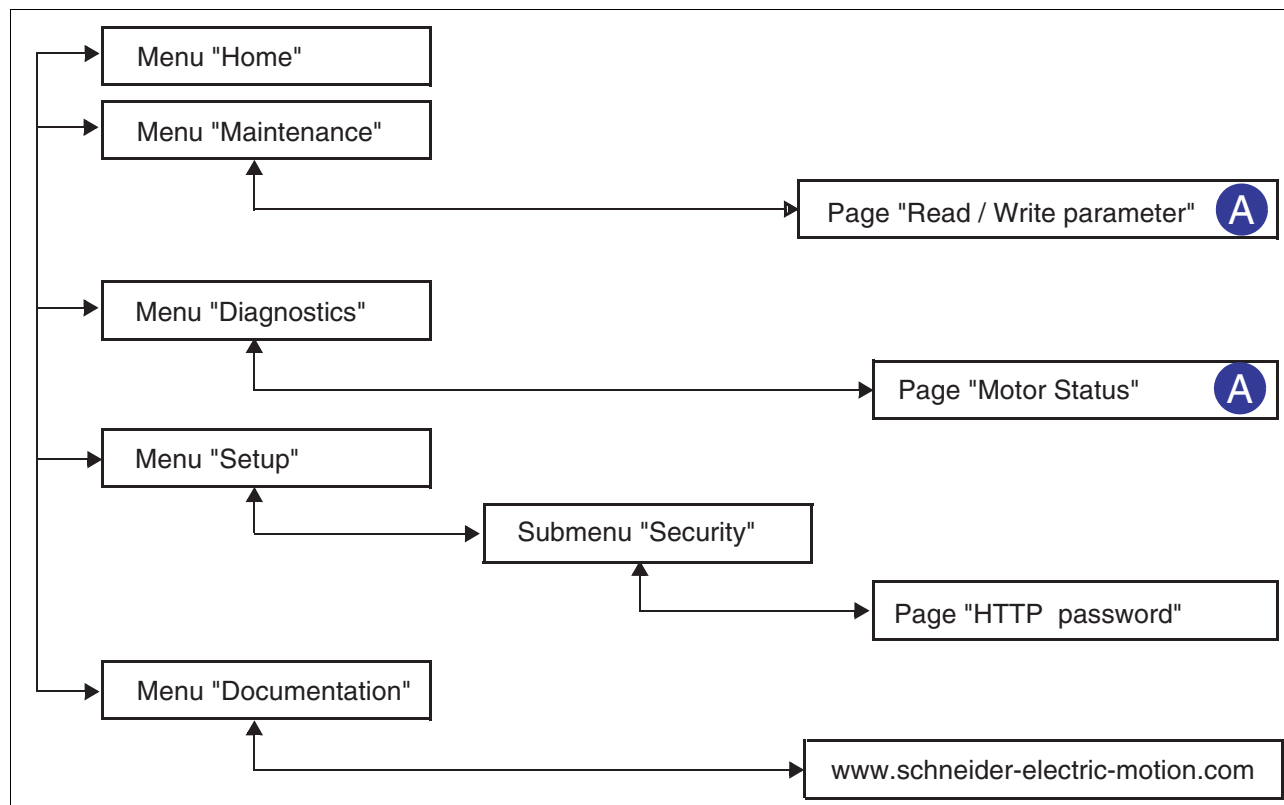 Menu "Home"
Menu "Maintenance"
Page "Read / Write parameter" A
Menu "Diagnostics"
Page "Motor Status" A
Menu "Setup"
Submenu "Security"
Page "HTTP password"
Menu "Documentation"
www.schneider-electric-motion.com